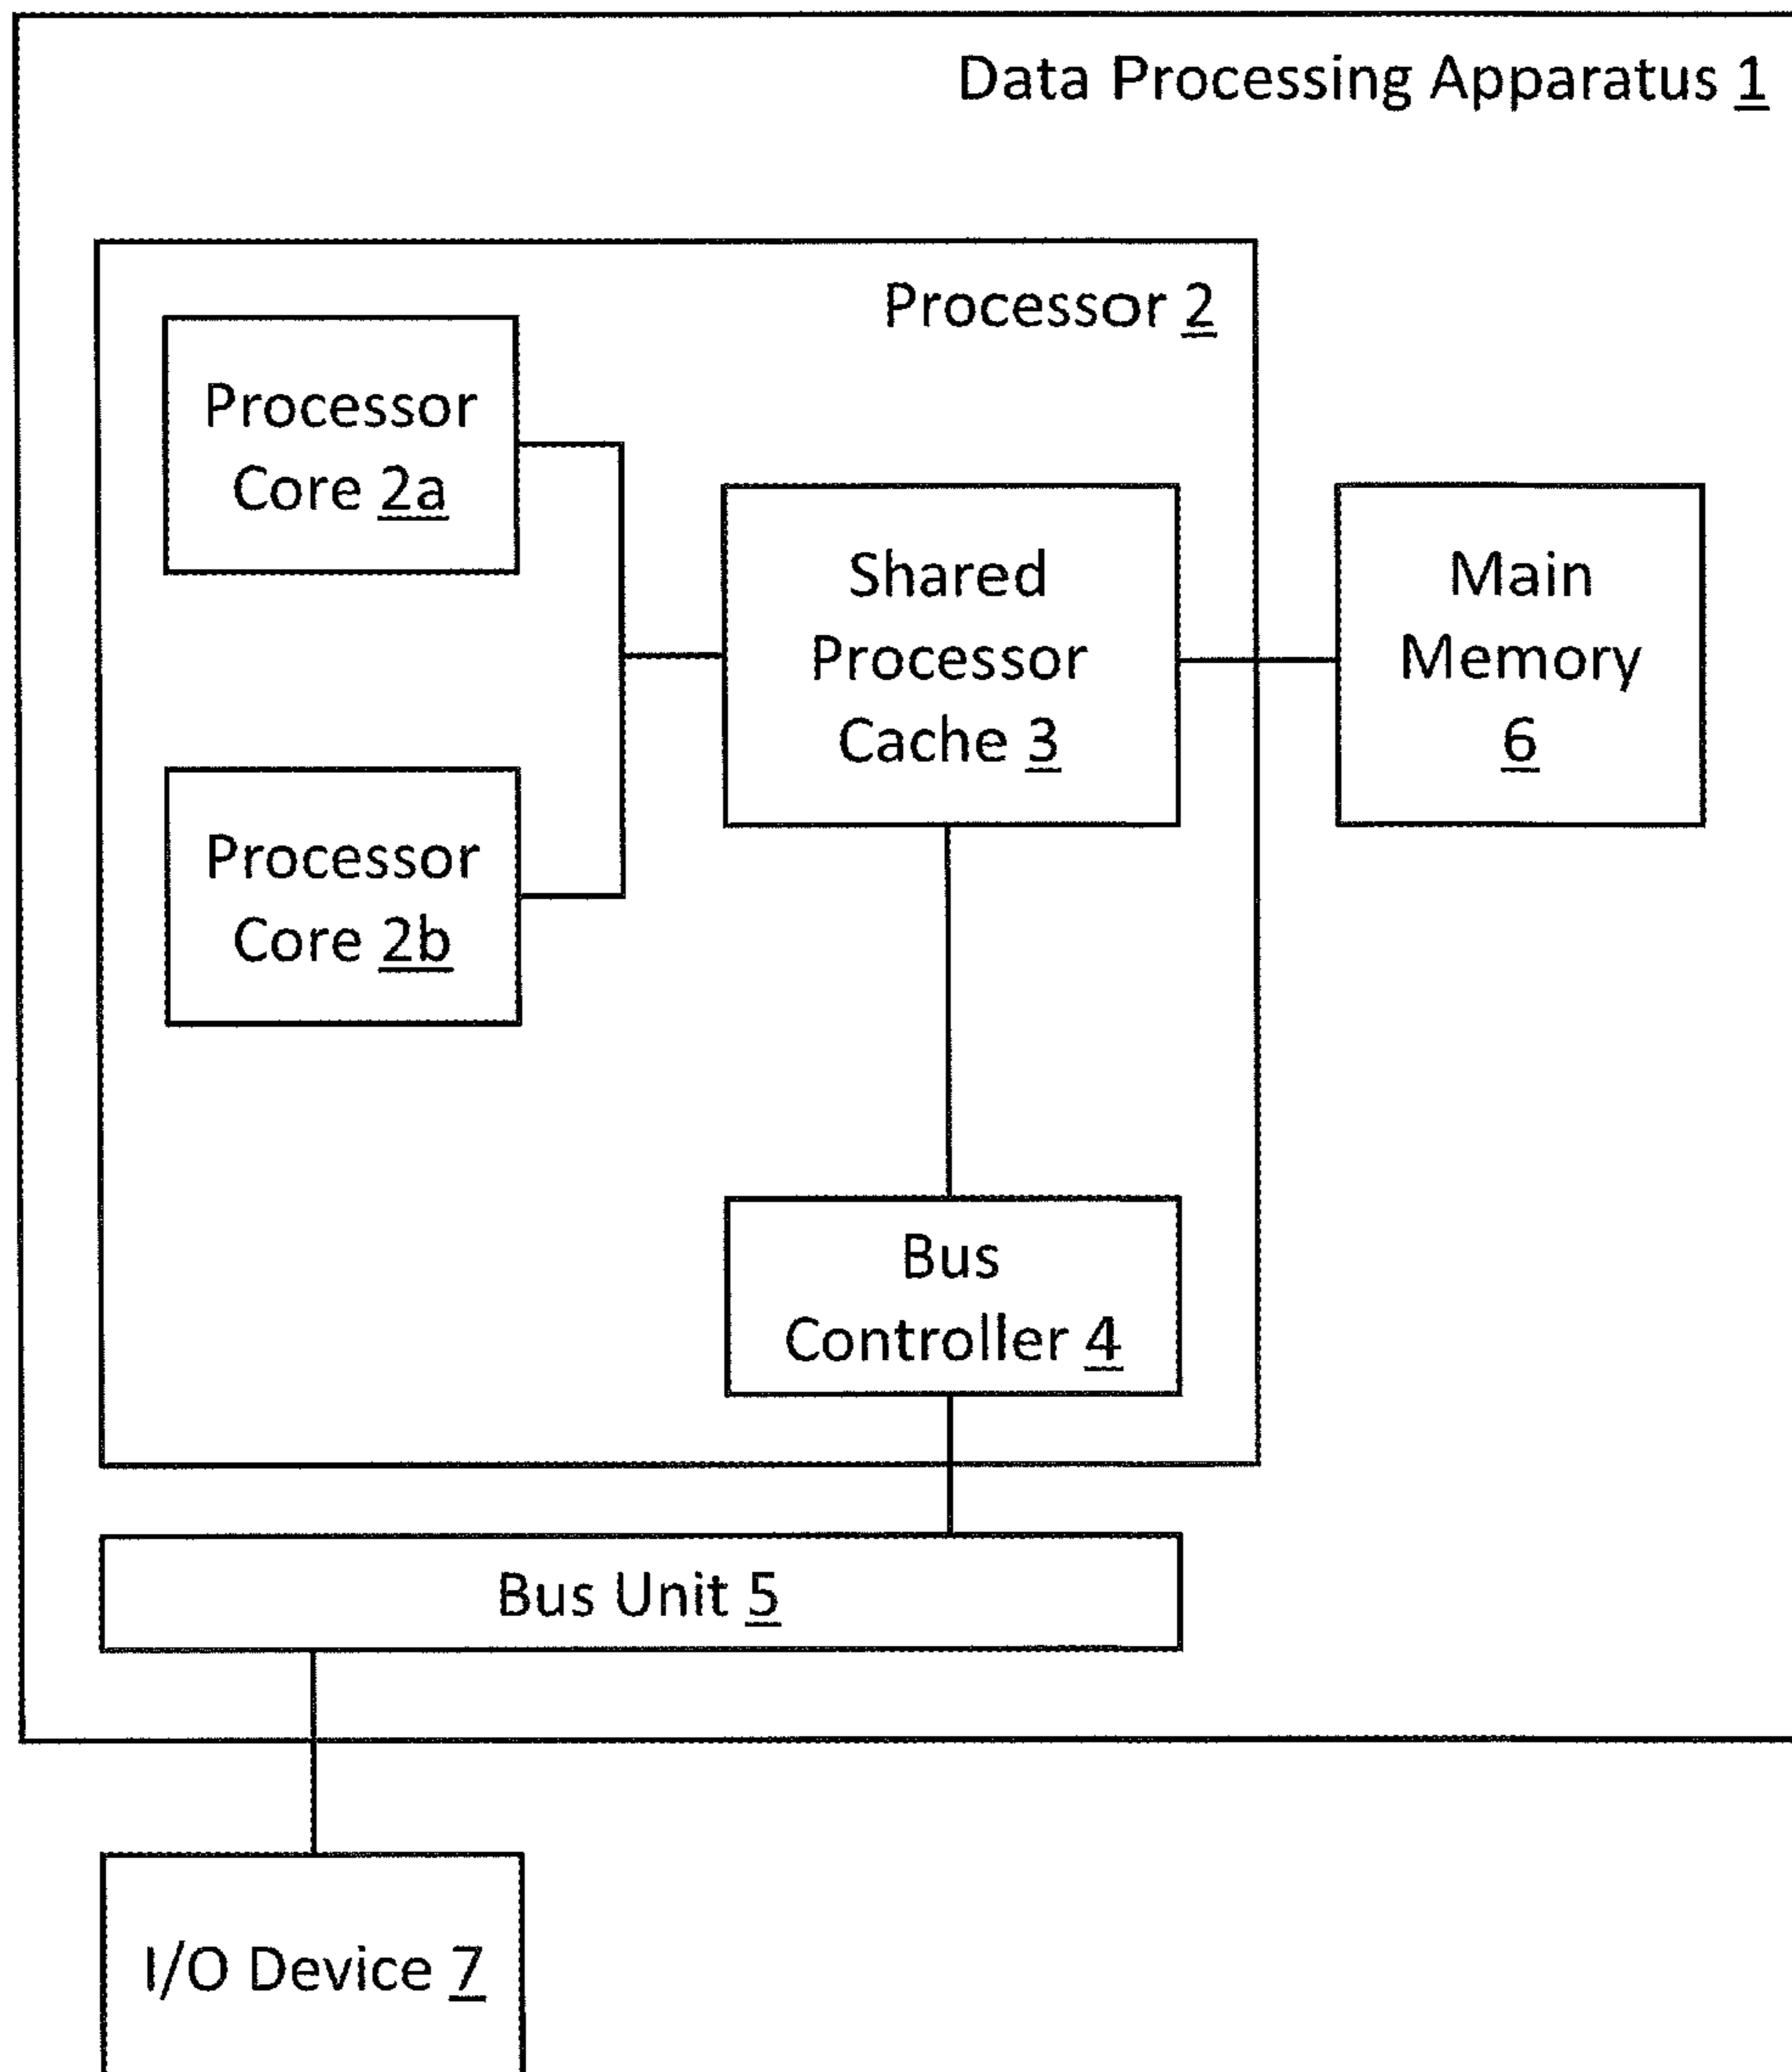 Data Processing Apparatus 1
Processor 2
Processor
Core 2a
Shared
Processor
Cache 3
Main
Memory
6
Processor
Core 2b
Bus
Controller 4
Bus Unit 5
I/O Device 7